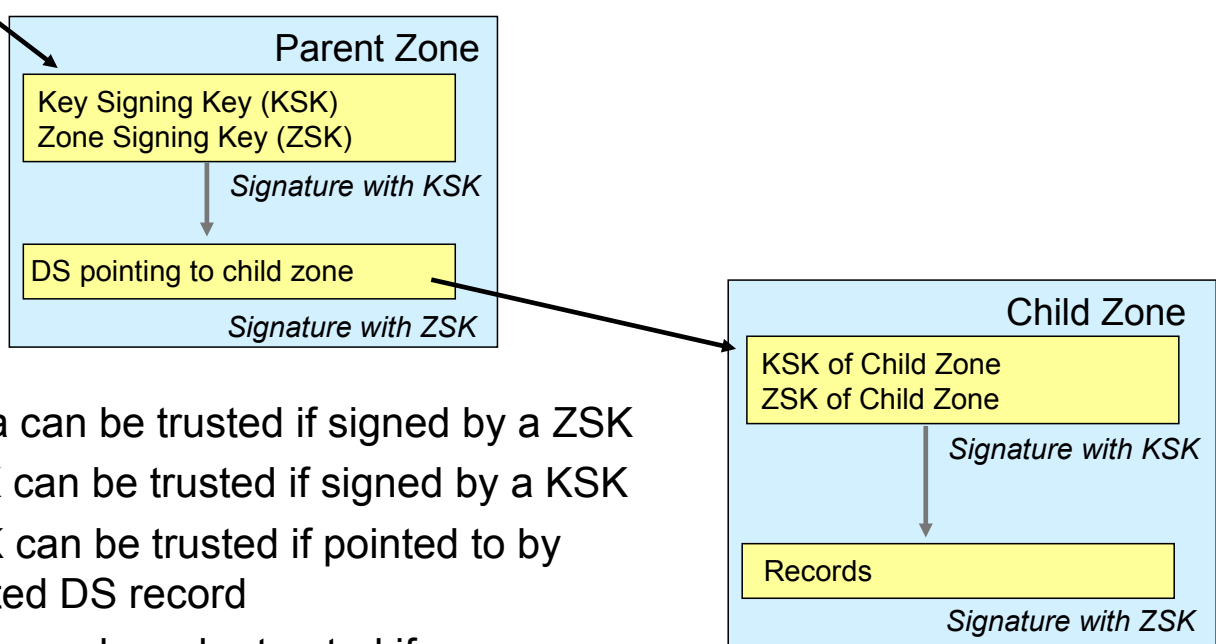 Parent Zone
Key Signing Key (KSK)
Zone Signing Key (ZSK)
Signature with KSK
DS pointing to child zone
Signature with ZSK
Child Zone
KSK of Child Zone
ZSK of Child Zone
Signature with KSK
Records
Signature with ZSK
can be trusted if signed by a ZSK
can be trusted if signed by a KSK
can be trusted if pointed to by
DS record